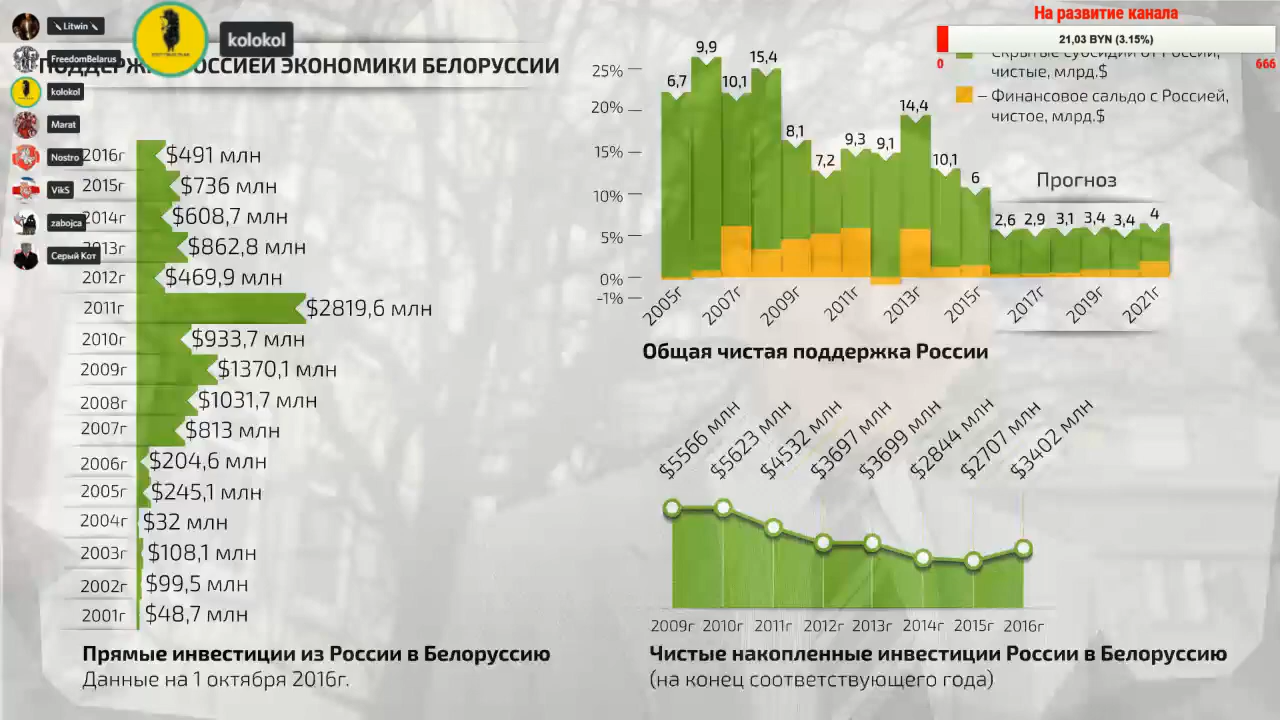 Litwin
FreedomBelarus
kolokol
Marat
Nostro
VikS
zabojca
Серый Кот
kolokol
РОССИЕЙ ЭКОНОМИКИ БЕЛОРУССИИ
2016г $491 млн
2015г $736 млн
2014г $608,7 млн
2013г $862,8 млн
2012г $469,9 млн
2011г $2819,6 млн
2010г $933,7 млн
2009г $1370,1 млн
2008г $1031,7 млн
2007г $813 млн
2006г $204,6 млн
2005г $245,1 млн
2004г $32 млн
2003г $108,1 млн
2002г $99,5 млн
2001г $48,7 млн
Прямые инвестиции из России в Белоруссию
Данные на 1 октября 2016г.
На развитие канала
21,03 BYN (3.15%)
0 666
скрытые субсидии от России,
чистые, млрд.$
– Финансовое сальдо с Россией,
чистое, млрд.$
25%
20%
15%
10%
5%
0%
-1%
6,7 9,9 10,1 15,4 8,1 7,2 9,3 9,1 14,4 10,1 6 2,6 2,9 3,1 3,4 3,4 4
Прогноз
2005г 2007г 2009г 2011г 2013г 2015г 2017г 2019г 2021г
Общая чистая поддержка России
$5566 млн $5623 млн $4532 млн $3697 млн $3699 млн $2844 млн $2707 млн $3402 млн
2009г 2010г 2011г 2012г 2013г 2014г 2015г 2016г
Чистые накопленные инвестиции России в Белоруссию
(на конец соответствующего года)